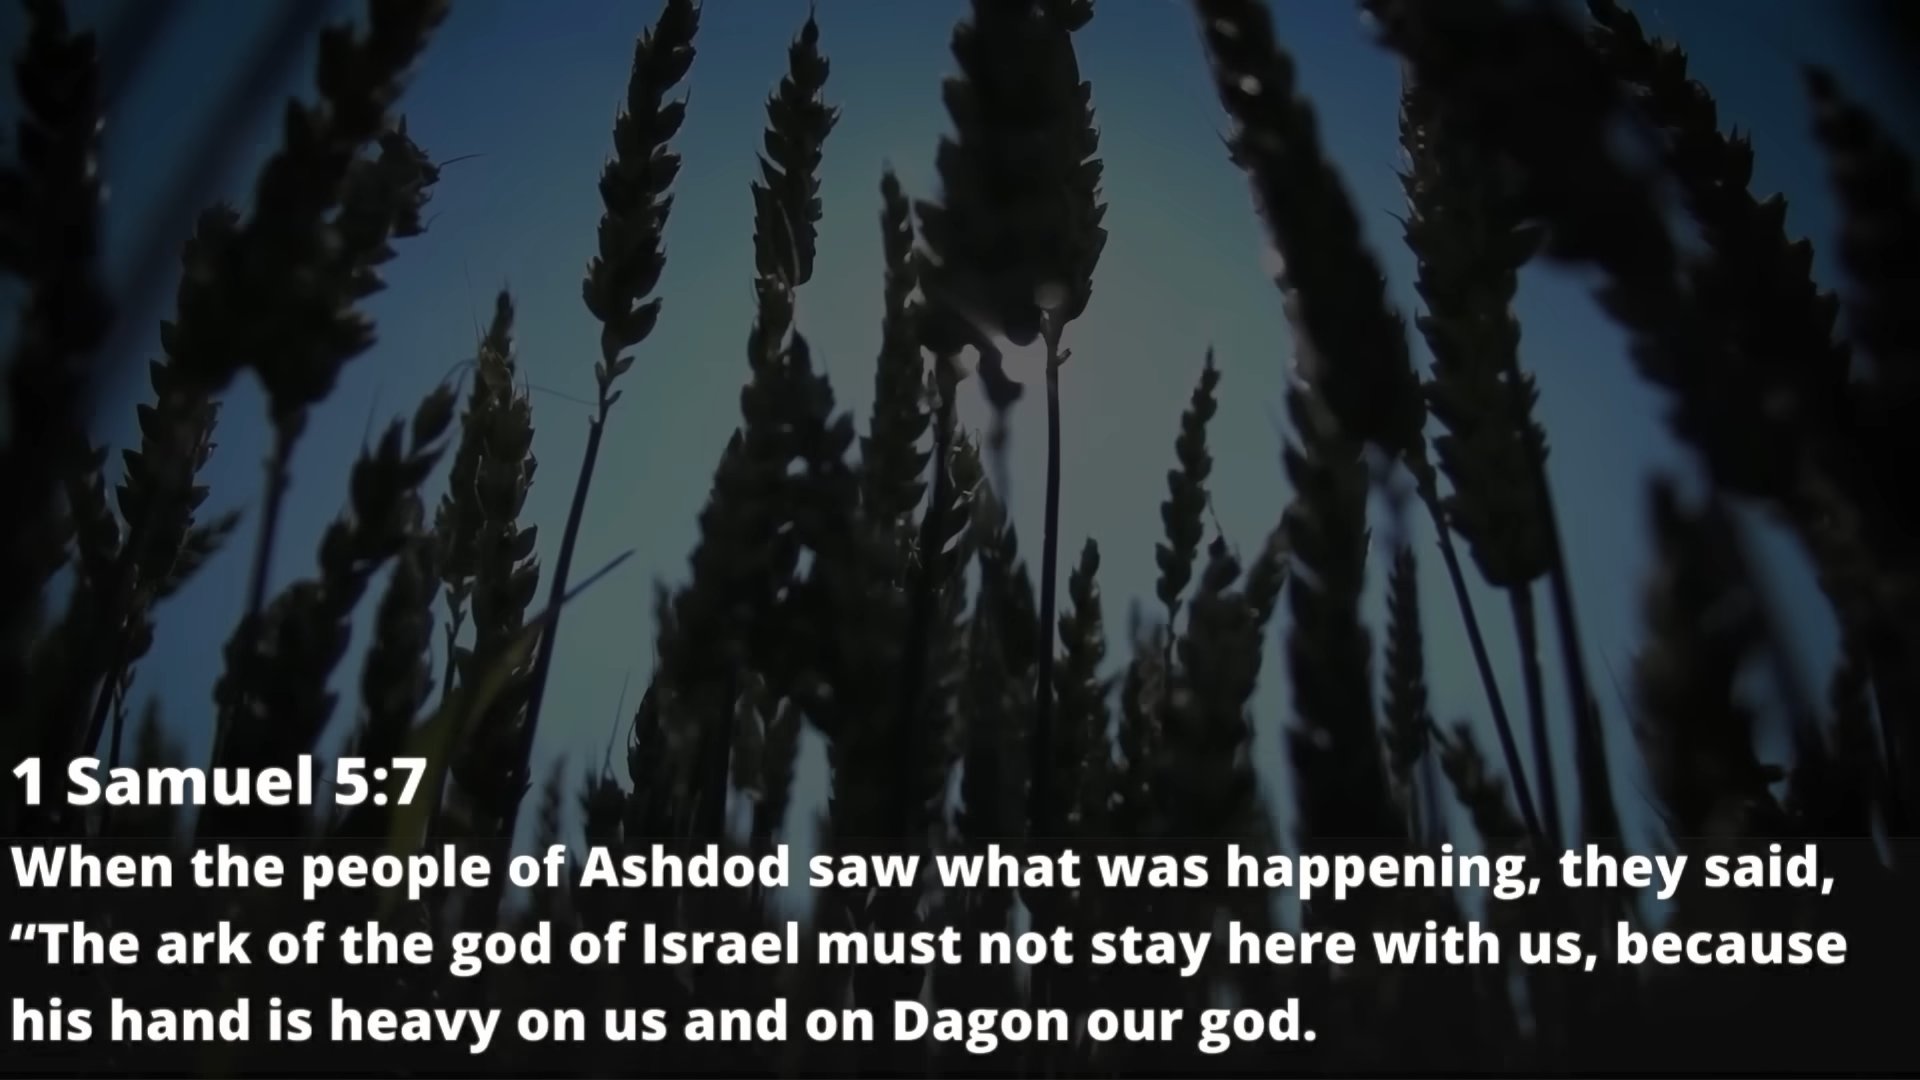 1 Samuel 5:7
When the people of Ashdod saw what was happening, they said,
“The ark of the god of Israel must not stay here with us, because
his hand is heavy on us and on Dagon our god.